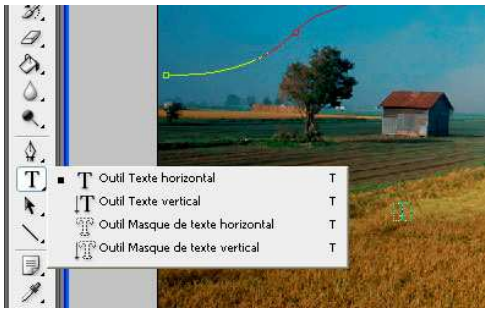 T
Outil Texte horizontal T
Outil Texte vertical T
Outil Masque de texte horizontal T
Outil Masque de texte vertical T